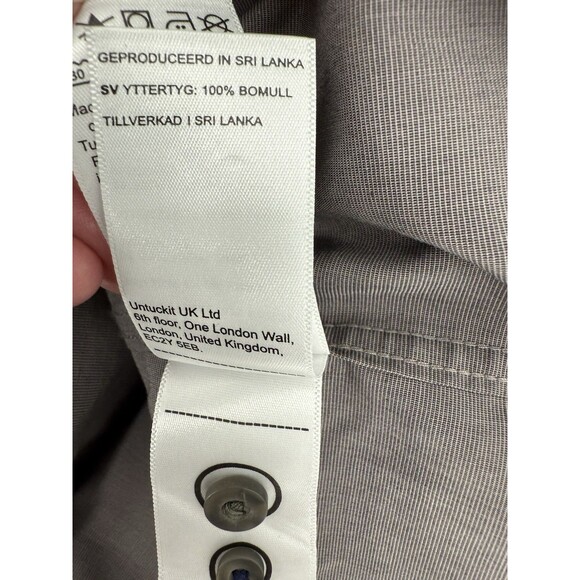 GEPRODUCEERD IN SRI LANKA
SV YTTERTYG: 100% BOMULL
TILLVERKAD I SRI LANKA
Untuckit UK Ltd
6th floor, One London Wall,
London, United Kingdom,
EC2Y 5EB.
30